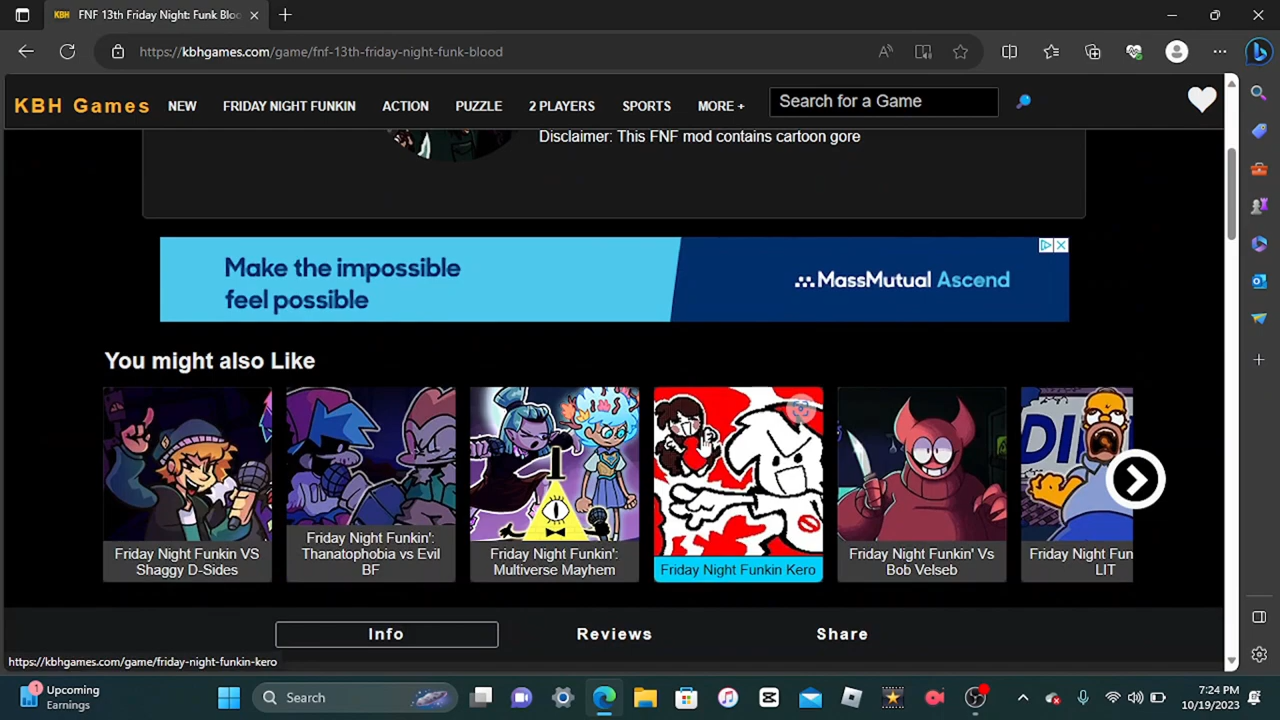 KBH FNF 13th Friday Night: Funk Bloo
https://kbhgames.com/game/fnf-13th-friday-night-funk-blood
KBH Games NEW FRIDAY NIGHT FUNKIN ACTION PUZZLE 2 PLAYERS SPORTS MORE + Search for a Game
Disclaimer: This FNF mod contains cartoon gore
Make the impossible
feel possible
MassMutual Ascend
You might also Like
Friday Night Funkin VS
Shaggy D-Sides
Friday Night Funkin':
Thanatophobia vs Evil
BF
Friday Night Funkin':
Multiverse Mayhem
Friday Night Funkin Kero
Friday Night Funkin' Vs
Bob Velseb
Friday Night Fun
LIT
Info Reviews Share
https://kbhgames.com/game/friday-night-funkin-kero
1
Upcoming
Earnings
Search
7:24 PM
10/19/2023